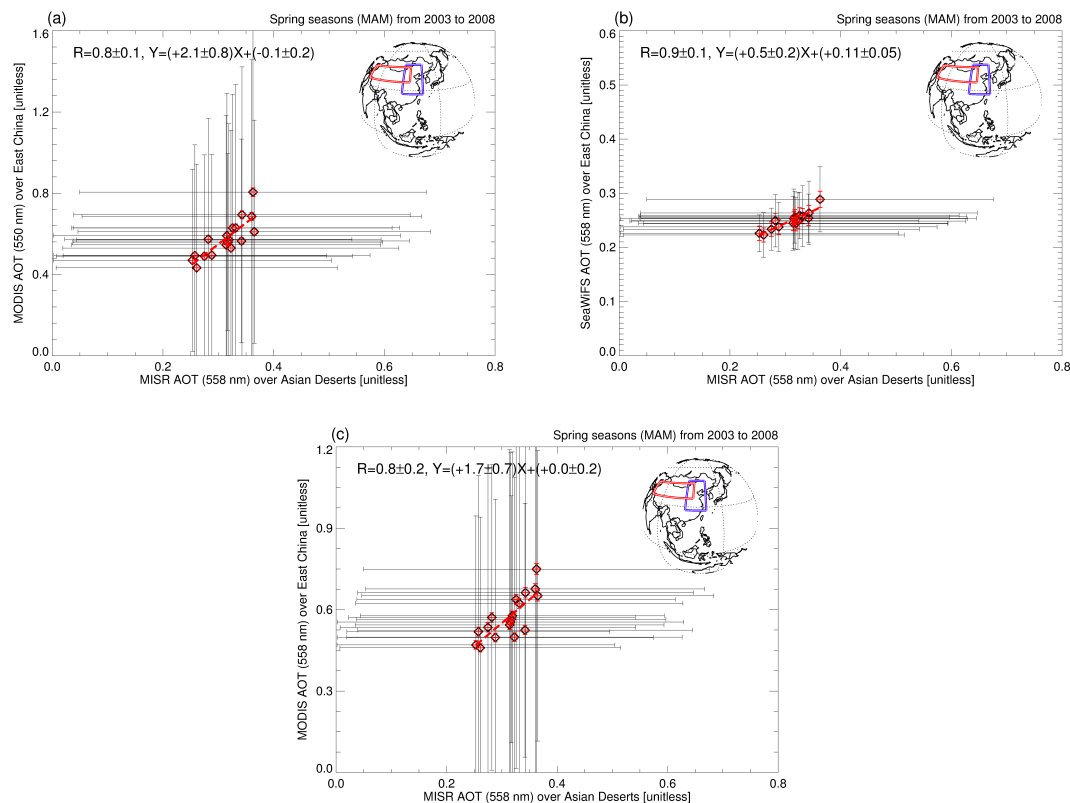 (a)
Spring seasons (MAM) from 2003 to 2008
R=0.8±0.1, Y=(+2.1±0.8)X+(-0.1±0.2)
MODIS AOT (550 nm) over East China [unitless]
1.6
1.2
0.8
0.4
0.0
0.0 0.2 0.4 0.6 0.8
MISR AOT (558 nm) over Asian Deserts [unitless]
(b)
Spring seasons (MAM) from 2003 to 2008
R=0.9±0.1, Y=(+0.5±0.2)X+(+0.11±0.05)
SeaWiFS AOT (558 nm) over East China [unitless]
0.6
0.5
0.4
0.3
0.2
0.1
0.0
0.0 0.2 0.4 0.6 0.8
MISR AOT (558 nm) over Asian Deserts [unitless]
(c)
Spring seasons (MAM) from 2003 to 2008
R=0.8±0.2, Y=(+1.7±0.7)X+(+0.0±0.2)
MODIS AOT (558 nm) over East China [unitless]
1.2
0.9
0.6
0.3
0.0
0.0 0.2 0.4 0.6 0.8
MISR AOT (558 nm) over Asian Deserts [unitless]